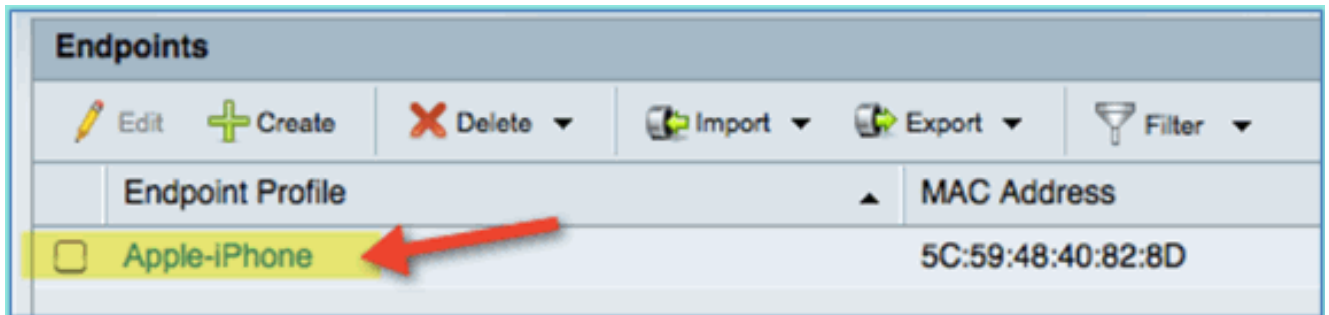 Endpoints
Edit Create Delete Import Export Filter
Endpoint Profile MAC Address
Apple-iPhone 5C:59:48:40:82:8D